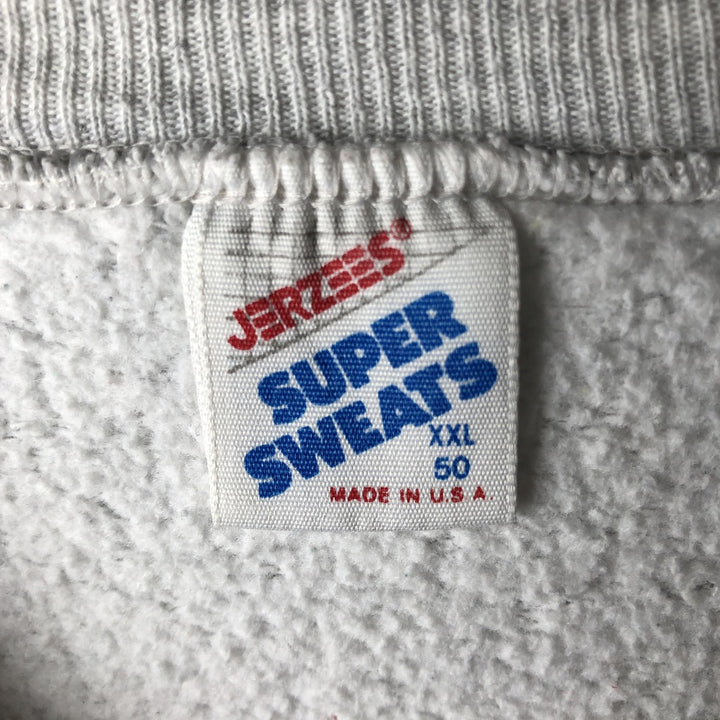 JERZEES®
SUPER
SWEATS
XXL
50
MADE IN U.S.A.